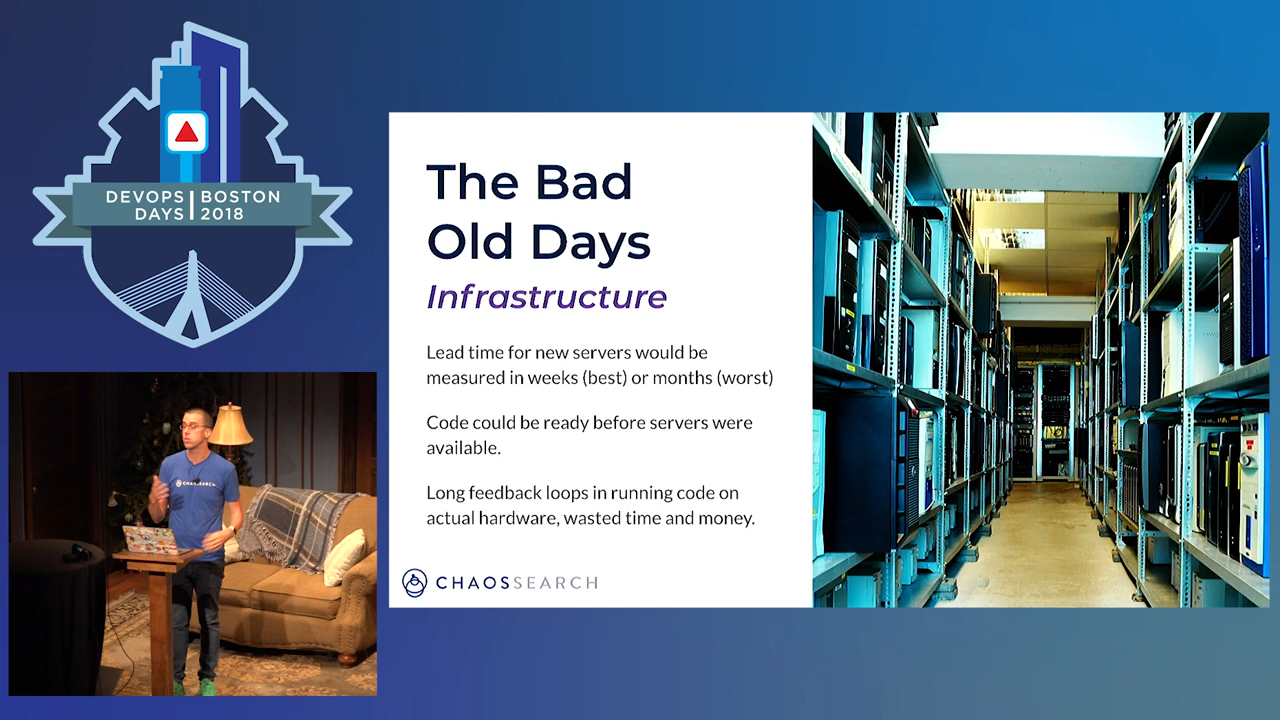 DEVOPS DAYS | BOSTON 2018
The Bad
Old Days
Infrastructure
Lead time for new servers would be
measured in weeks (best) or months (worst)
Code could be ready before servers were
available.
Long feedback loops in running code on
actual hardware, wasted time and money.
CHAOSSEARCH
CHAOSSEARCH